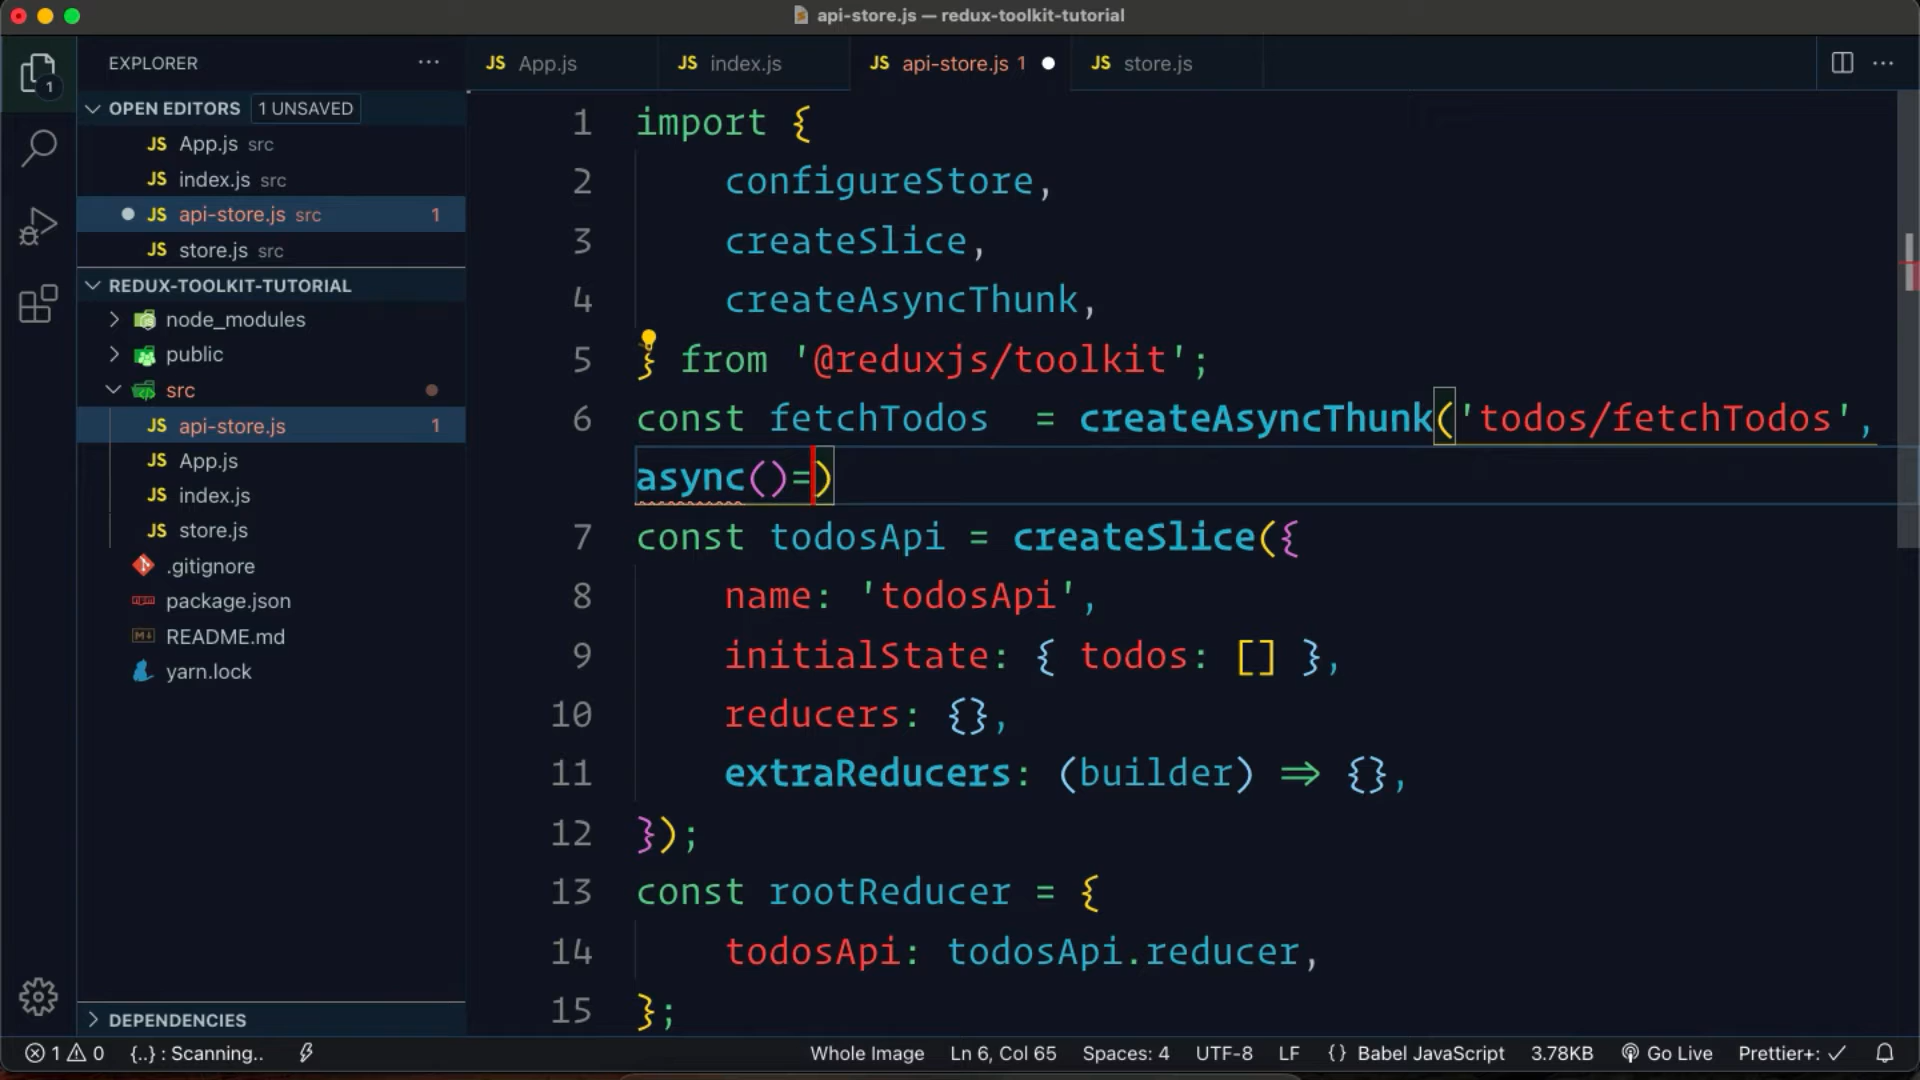 api-store.js — redux-toolkit-tutorial
EXPLORER
JS App.js
JS index.js
JS api-store.js 1
JS store.js
1
OPEN EDITORS 1 UNSAVED
JS App.js src
JS index.js src
JS api-store.js src 1
JS store.js src
REDUX-TOOLKIT-TUTORIAL
node_modules
public
src
JS api-store.js 1
JS App.js
JS index.js
JS store.js
.gitignore
package.json
README.md
yarn.lock
DEPENDENCIES
1 import {
2 configureStore,
3 createSlice,
4 createAsyncThunk,
5 } from '@reduxjs/toolkit';
6 const fetchTodos  = createAsyncThunk('todos/fetchTodos',
async()=)
7 const todosApi = createSlice({
8 name: 'todosApi',
9 initialState: { todos: [] },
10 reducers: {},
11 extraReducers: (builder) => {},
12 });
13 const rootReducer = {
14 todosApi: todosApi.reducer,
15 };
1 0 {..} : Scanning.. Whole Image Ln 6, Col 65 Spaces: 4 UTF-8 LF {} Babel JavaScript 3.78KB Go Live Prettier+: ✓